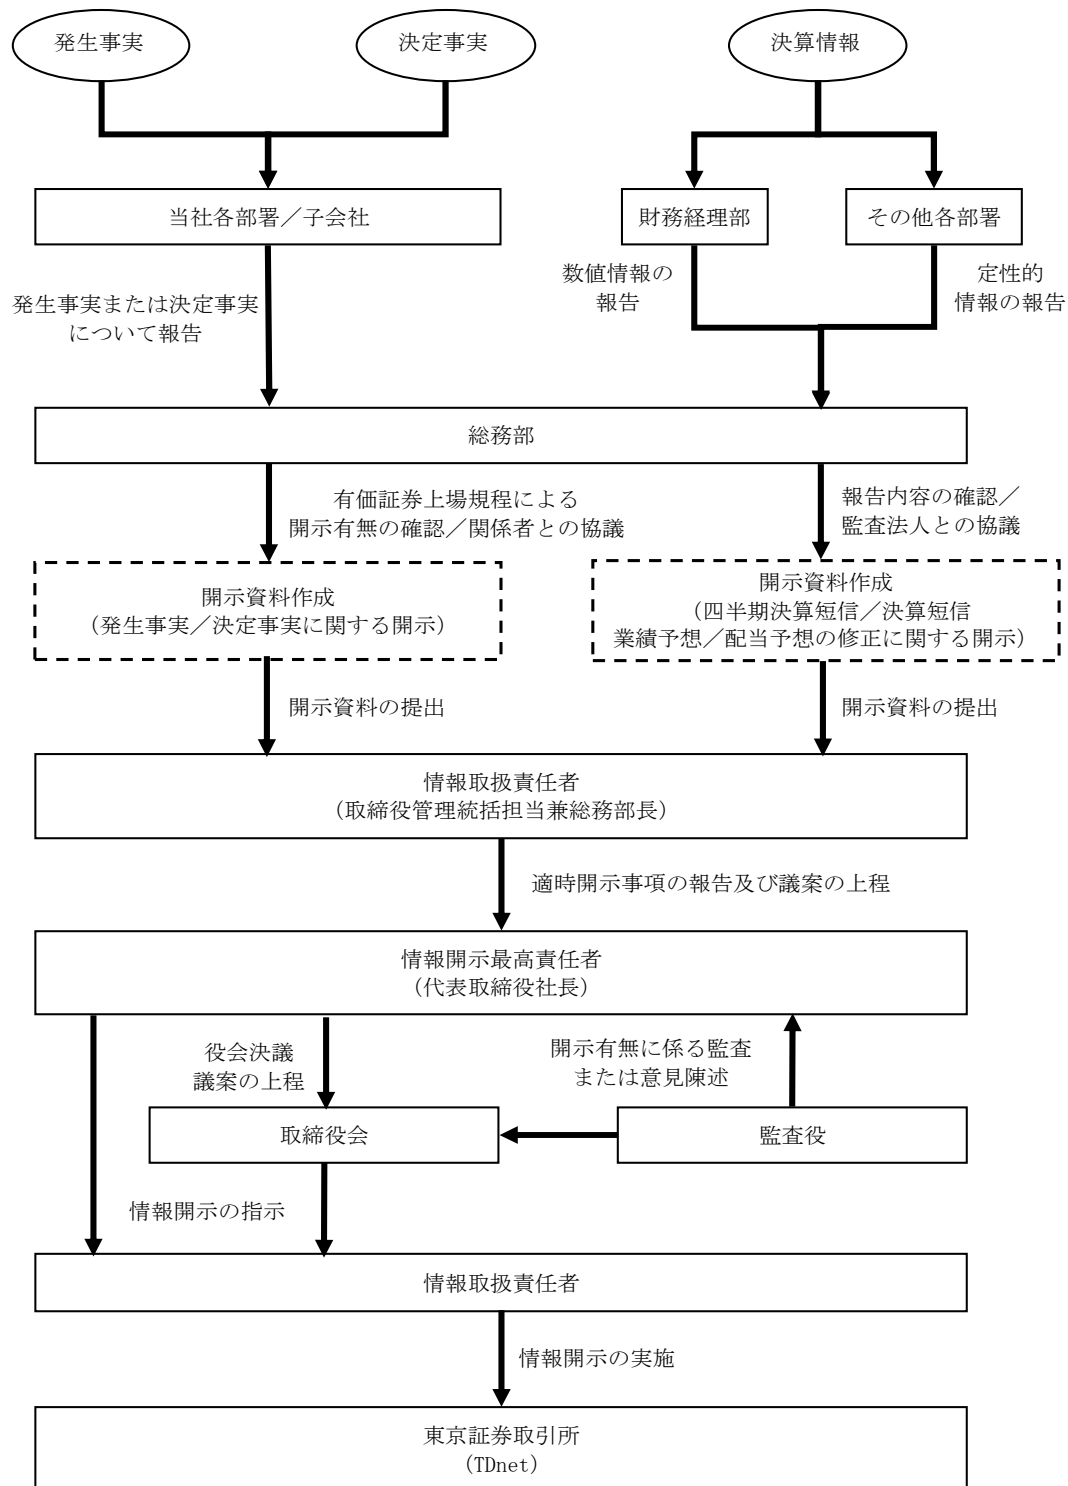 発生事実
決定事実
決算情報
当社各部署／子会社
財務経理部
その他各部署
発生事実または決定事実
について報告
数値情報の
報告
定性的
情報の報告
総務部
有価証券上場規程による
開示有無の確認／関係者との協議
報告内容の確認／
監査法人との協議
開示資料作成
（発生事実／決定事実に関する開示）
開示資料作成
（四半期決算短信／決算短信
業績予想／配当予想の修正に関する開示）
開示資料の提出
開示資料の提出
情報取扱責任者
（取締役管理統括担当兼総務部長）
適時開示事項の報告及び議案の上程
情報開示最高責任者
（代表取締役社長）
役会決議
議案の上程
開示有無に係る監査
または意見陳述
取締役会
監査役
情報開示の指示
情報取扱責任者
情報開示の実施
東京証券取引所
（TDnet）